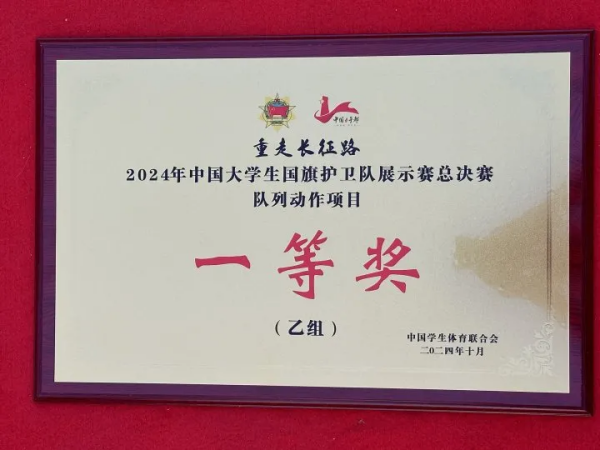 重走长征路
2024年中国大学生国旗护卫队展示赛总决赛
队列动作项目
一等奖
（乙组）
中国学生体育联合会
二〇二四年十月